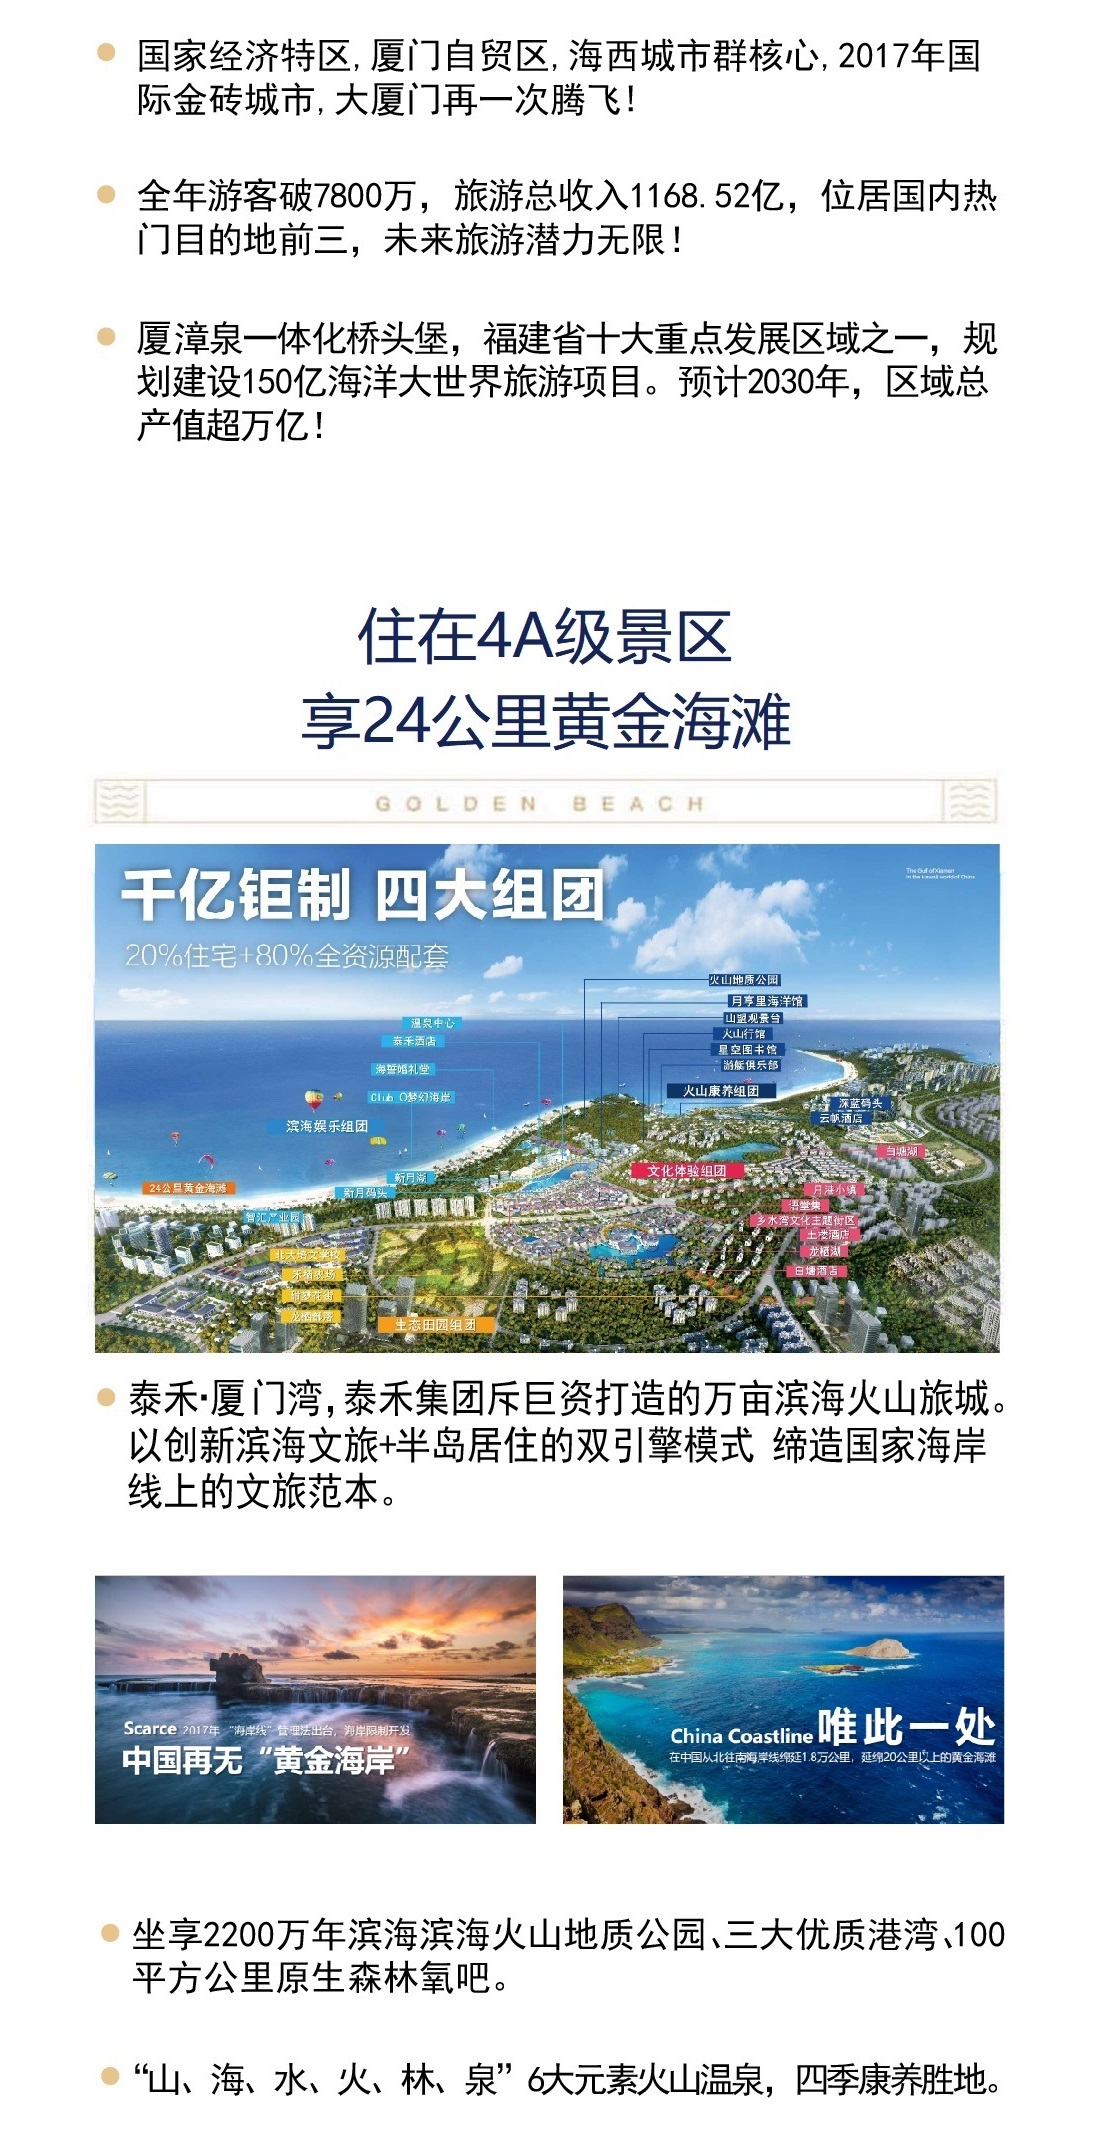 国家经济特区,厦门自贸区,海西城市群核心,2017年国
际金砖城市,大厦门再一次腾飞!
全年游客破7800万，旅游总收入1168.52亿，位居国内热
门目的地前三，未来旅游潜力无限!
厦漳泉一体化桥头堡，福建省十大重点发展区域之一，规
划建设150亿海洋大世界旅游项目。预计2030年，区域总
产值超万亿!
住在4A级景区
享24公里黄金海滩
GOLDEN BEACH
千亿钜制 四大组团
20%住宅+80%全资源配套
火山地质公园
月亭里海洋馆
山盟观景台
火山行馆
星空图书馆
游艇俱乐部
火山康养组团
温泉中心
泰禾酒店
海誓婚礼堂
Club O梦幻海岸
滨海娱乐组团
深蓝码头
云帆酒店
白塘湖
文化体验组团
新月湖
新月码头
24公里黄金海滩
月港小镇
语堂集
乡水湾文化主题街区
土楼酒店
龙栖湖
白塘酒店
智汇产业园
生态田园组团
泰禾·厦门湾,泰禾集团斥巨资打造的万亩滨海火山旅城。
以创新滨海文旅+半岛居住的双引擎模式 缔造国家海岸
线上的文旅范本。
Scarce 2017年 “海岸线”管理法出台，海岸限制开发
中国再无“黄金海岸”
China Coastline 唯此一处
在中国从北往南海岸线绵延1.8万公里，延绵20公里以上的黄金海滩
坐享2200万年滨海滨海火山地质公园、三大优质港湾、100
平方公里原生森林氧吧。
“山、海、水、火、林、泉”6大元素火山温泉，四季康养胜地。